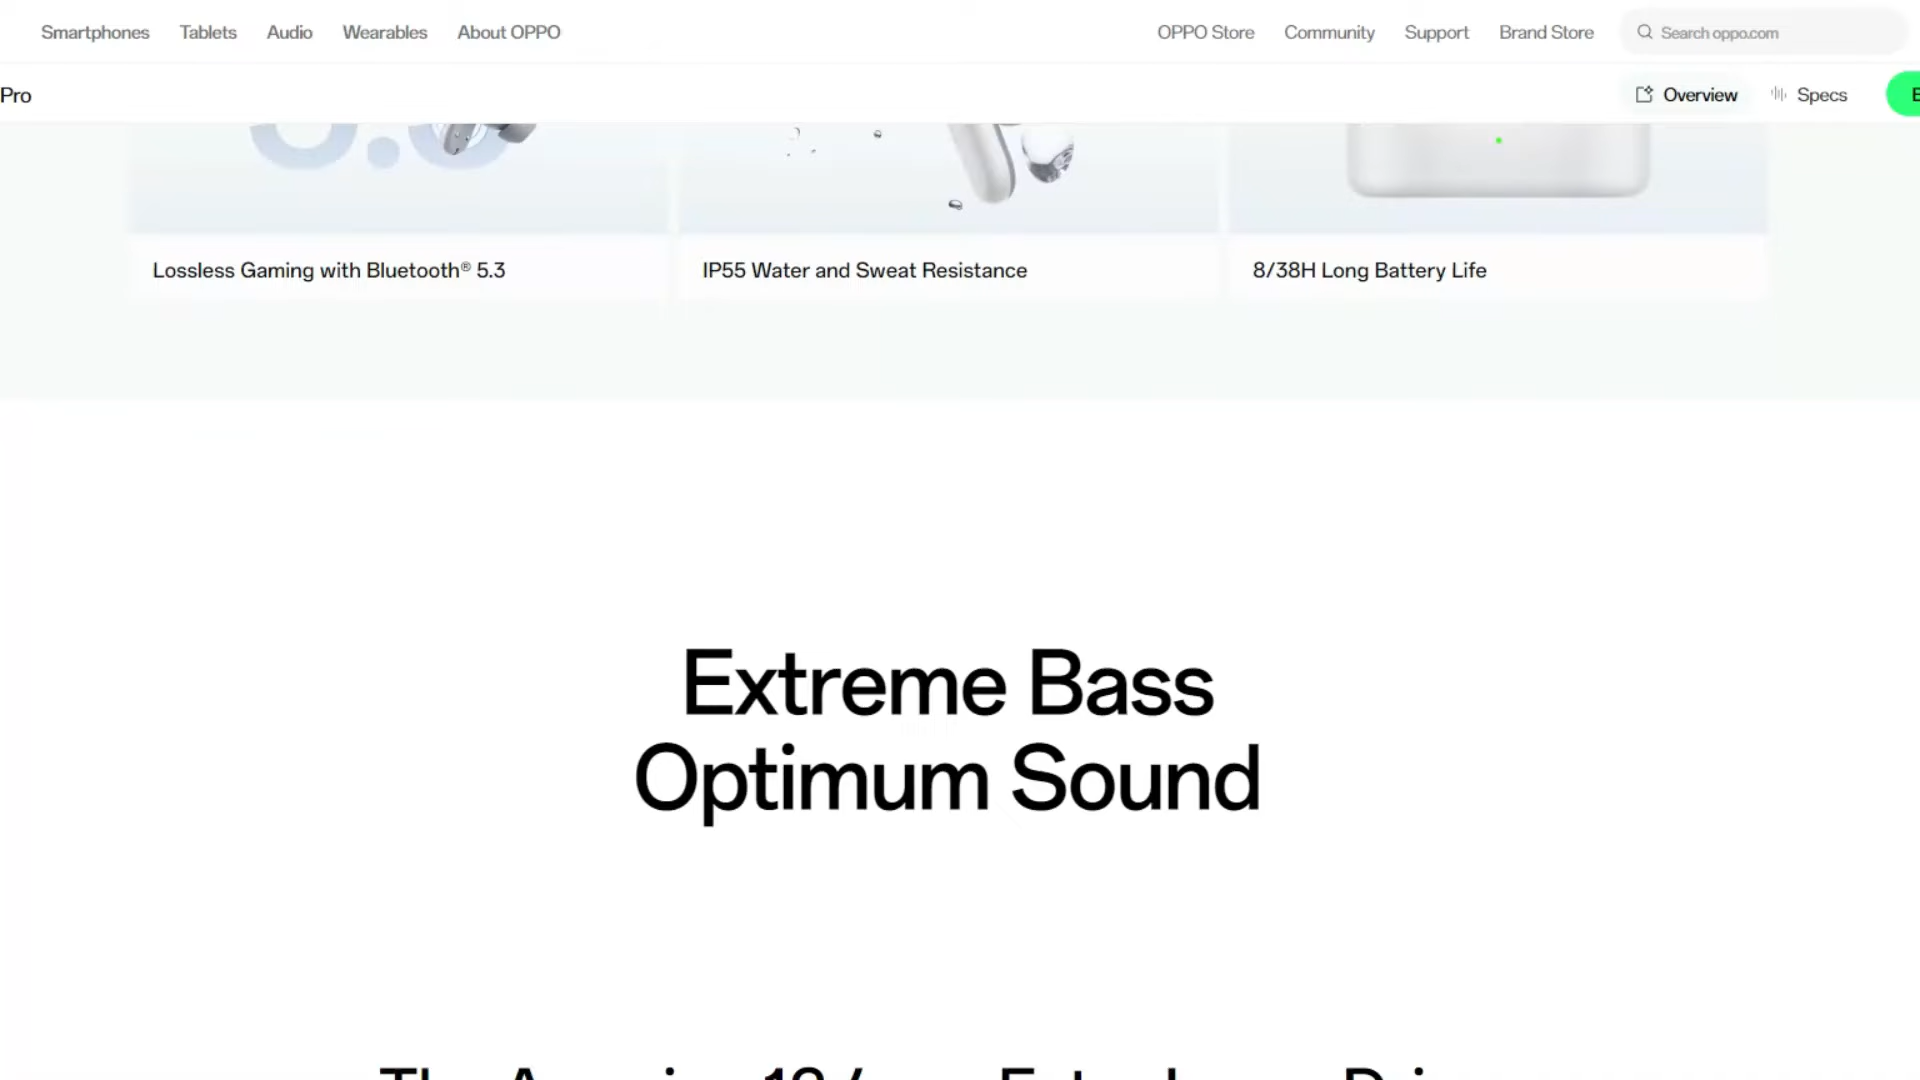 Smartphones Tablets Audio Wearables About OPPO OPPO Store Community Support Brand Store Search oppo.com
Pro Overview Specs
Lossless Gaming with Bluetooth® 5.3 IP55 Water and Sweat Resistance 8/38H Long Battery Life
Extreme Bass
Optimum Sound